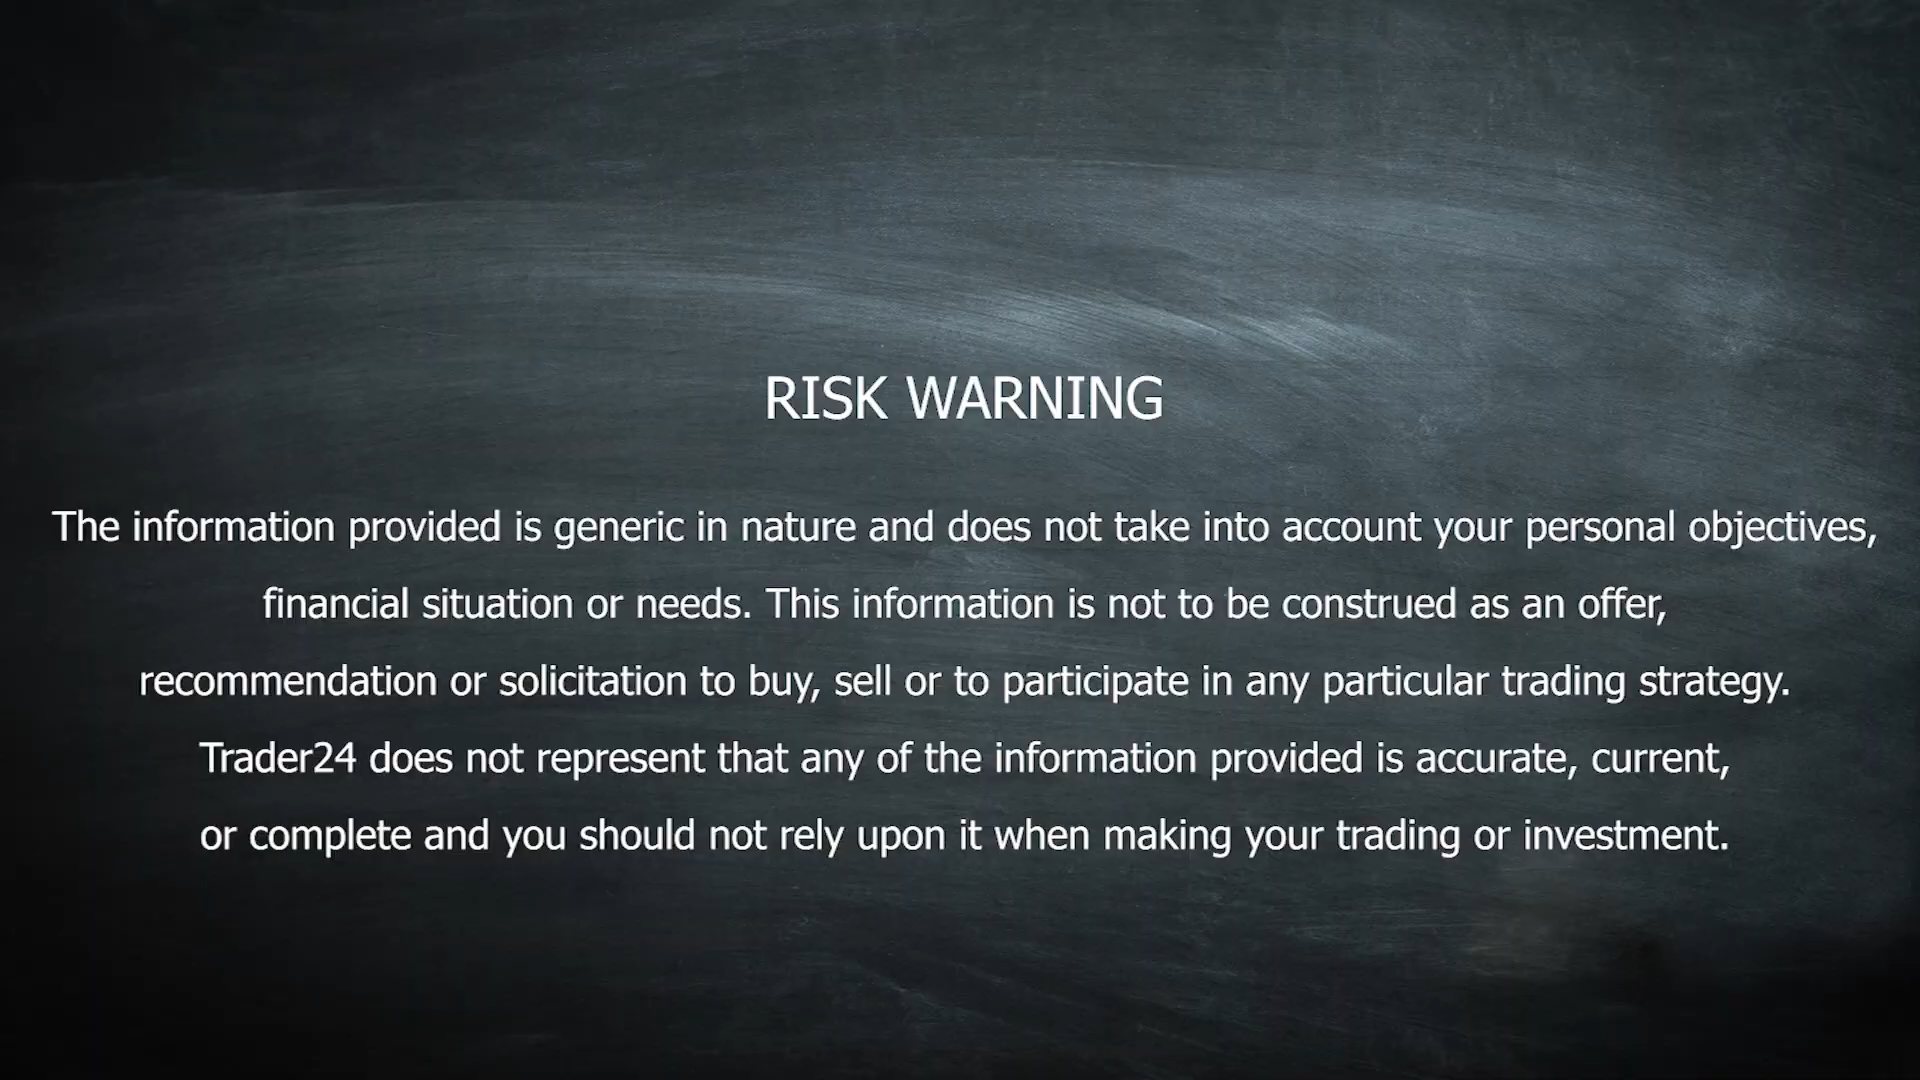 RISK WARNING
The information provided is generic in nature and does not take into account your personal objectives,
financial situation or needs. This information is not to be construed as an offer,
recommendation or solicitation to buy, sell or to participate in any particular trading strategy.
Trader24 does not represent that any of the information provided is accurate, current,
or complete and you should not rely upon it when making your trading or investment.